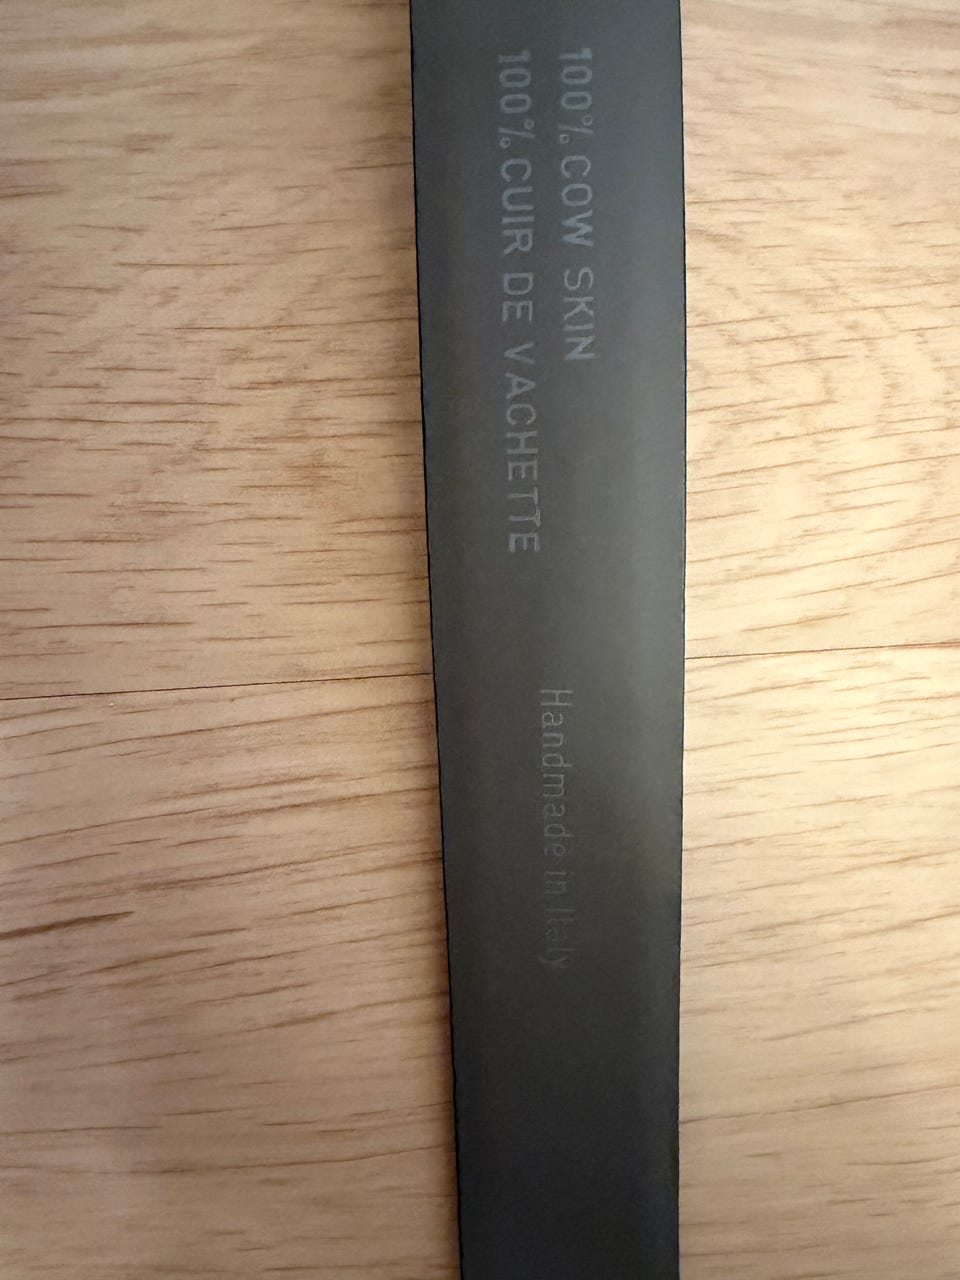 100% COW SKIN
100% CUIR DE VACHETTE
Handmade in Italy